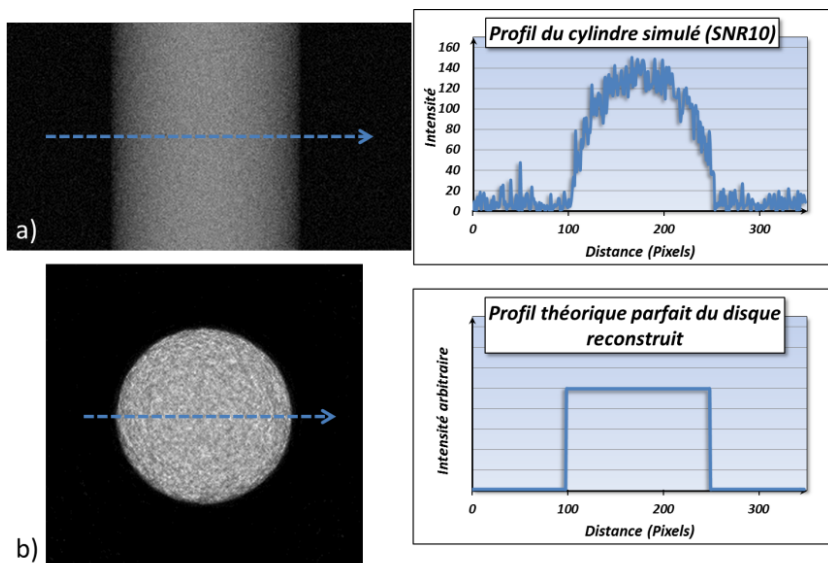 Profil du cylindre simulé (SNR10)
160
140
120
100
80
60
40
20
0
Intensité
0 100 200 300
Distance (Pixels)
a)
Profil théorique parfait du disque
reconstruit
Intensité arbitraire
0 100 200 300
Distance (Pixels)
b)